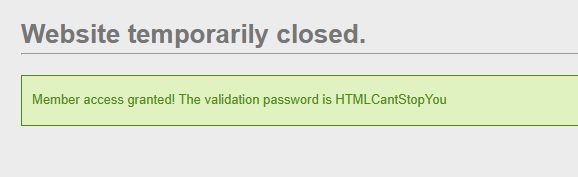 Website temporarily closed.
Member access granted! The validation password is HTMLCantStopYou